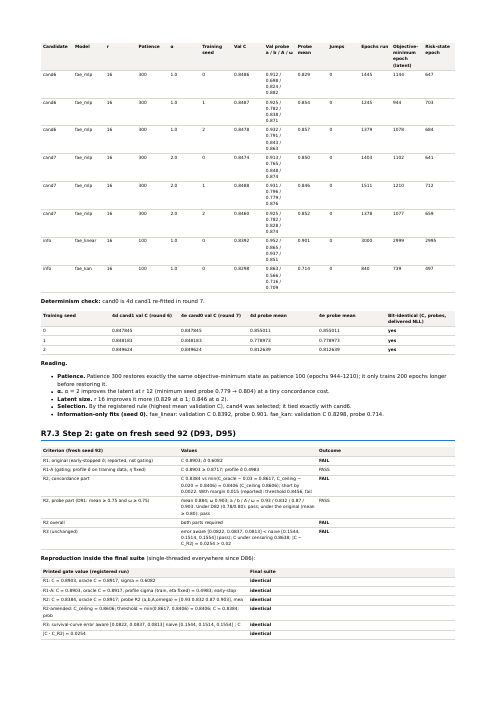 Candidate Model r Patience α Training seed Val C Val probe a / b / A / ω Probe mean Jumps Epochs run Objective-minimum epoch (latent) Risk-state epoch
cand6 fae_mlp 16 300 1.0 0 0.8486 0.912 / 0.698 / 0.824 / 0.882 0.829 0 1445 1144 647
cand6 fae_mlp 16 300 1.0 1 0.8487 0.925 / 0.782 / 0.838 / 0.871 0.854 0 1245 944 703
cand6 fae_mlp 16 300 1.0 2 0.8478 0.932 / 0.791 / 0.843 / 0.863 0.857 0 1379 1078 684
cand7 fae_mlp 16 300 2.0 0 0.8474 0.913 / 0.765 / 0.848 / 0.874 0.850 0 1403 1102 641
cand7 fae_mlp 16 300 2.0 1 0.8488 0.931 / 0.796 / 0.779 / 0.876 0.846 0 1511 1210 712
cand7 fae_mlp 16 300 2.0 2 0.8460 0.925 / 0.782 / 0.828 / 0.874 0.852 0 1378 1077 659
info fae_linear 16 100 1.0 0 0.8392 0.952 / 0.865 / 0.937 / 0.851 0.901 0 3000 2999 2995
info fae_kan 16 100 1.0 0 0.8298 0.863 / 0.566 / 0.716 / 0.709 0.714 0 840 739 497
Determinism check: cand0 is 4d cand1 re-fitted in round 7.
Training seed 4d cand1 val C (round 6) 4e cand0 val C (round 7) 4d probe mean 4e probe mean Bit-identical (C, probes, delivered NLL)
0 0.847845 0.847845 0.855011 0.855011 yes
1 0.848183 0.848183 0.778973 0.778973 yes
2 0.849624 0.849624 0.812639 0.812639 yes
Reading.
• Patience. Patience 300 restores exactly the same objective-minimum state as patience 100 (epochs 944–1210); it only trains 200 epochs longer
before restoring it.
• α. α = 2 improves the latent at r 12 (minimum seed probe 0.779 → 0.804) at a tiny concordance cost.
• Latent size. r 16 improves it more (0.829 at α 1; 0.846 at α 2).
• Selection. By the registered rule (highest mean validation C), cand4 was selected; it tied exactly with cand6.
• Information-only fits (seed 0). fae_linear: validation C 0.8392, probe 0.901. fae_kan: validation C 0.8298, probe 0.714.
R7.3 Step 2: gate on fresh seed 92 (D93, D95)
Criterion (surface form) Values Outcome
R1, original (early-stopped ô; reported, not gating) C 0.8903; ô 0.6082 FAIL
R1-A (gating; profile ô on training data, η fixed) C 0.8903 ≥ 0.8717; profile ô 0.4983 PASS
R2, concordance part C 0.8384 vs min(C_oracle − 0.03 = 0.8617, C_ceiling −
0.020 = 0.8406) = 0.8406 (C_ceiling 0.8606); short by
0.0022. With margin 0.015 (reported): threshold 0.8456, fail FAIL
R2, probe part (D91: mean ≥ 0.75 and ω ≥ 0.75) mean 0.884; ω 0.903, a / b / A / ω = 0.93 / 0.832 / 0.87 /
0.903. Under D82 (0.78/0.80): pass; under the original (mean
≥ 0.80): pass PASS
R2 overall both parts required FAIL
R3 (unchanged) error aware [0.0822, 0.0837, 0.0813] < naive [0.1544,
0.1514, 0.1554] (pass); C under censoring 0.8638; |C −
C_R2| = 0.0254 > 0.02 FAIL
Reproduction inside the final suite (single-threaded everywhere since D86):
Printed gate value (registered run) Final suite
R1: C = 0.8903, oracle C = 0.8917, sigma = 0.6082 identical
R1-A: C = 0.8903, oracle C = 0.8917, profile sigma (train, eta fixed) = 0.4983; early-stop identical
R2: C = 0.8384, oracle C = 0.8917; probe R2 (a,b,A,omega) = [0.93 0.832 0.87 0.903], mea identical
R2-amended: C_ceiling = 0.8606; threshold = min(0.8617, 0.8406) = 0.8406; C = 0.8384;
prob identical
R3: survival-curve error aware [0.0822, 0.0837, 0.0813] naive [0.1544, 0.1514, 0.1554] ; C identical
|C - C_R2| = 0.0254 identical